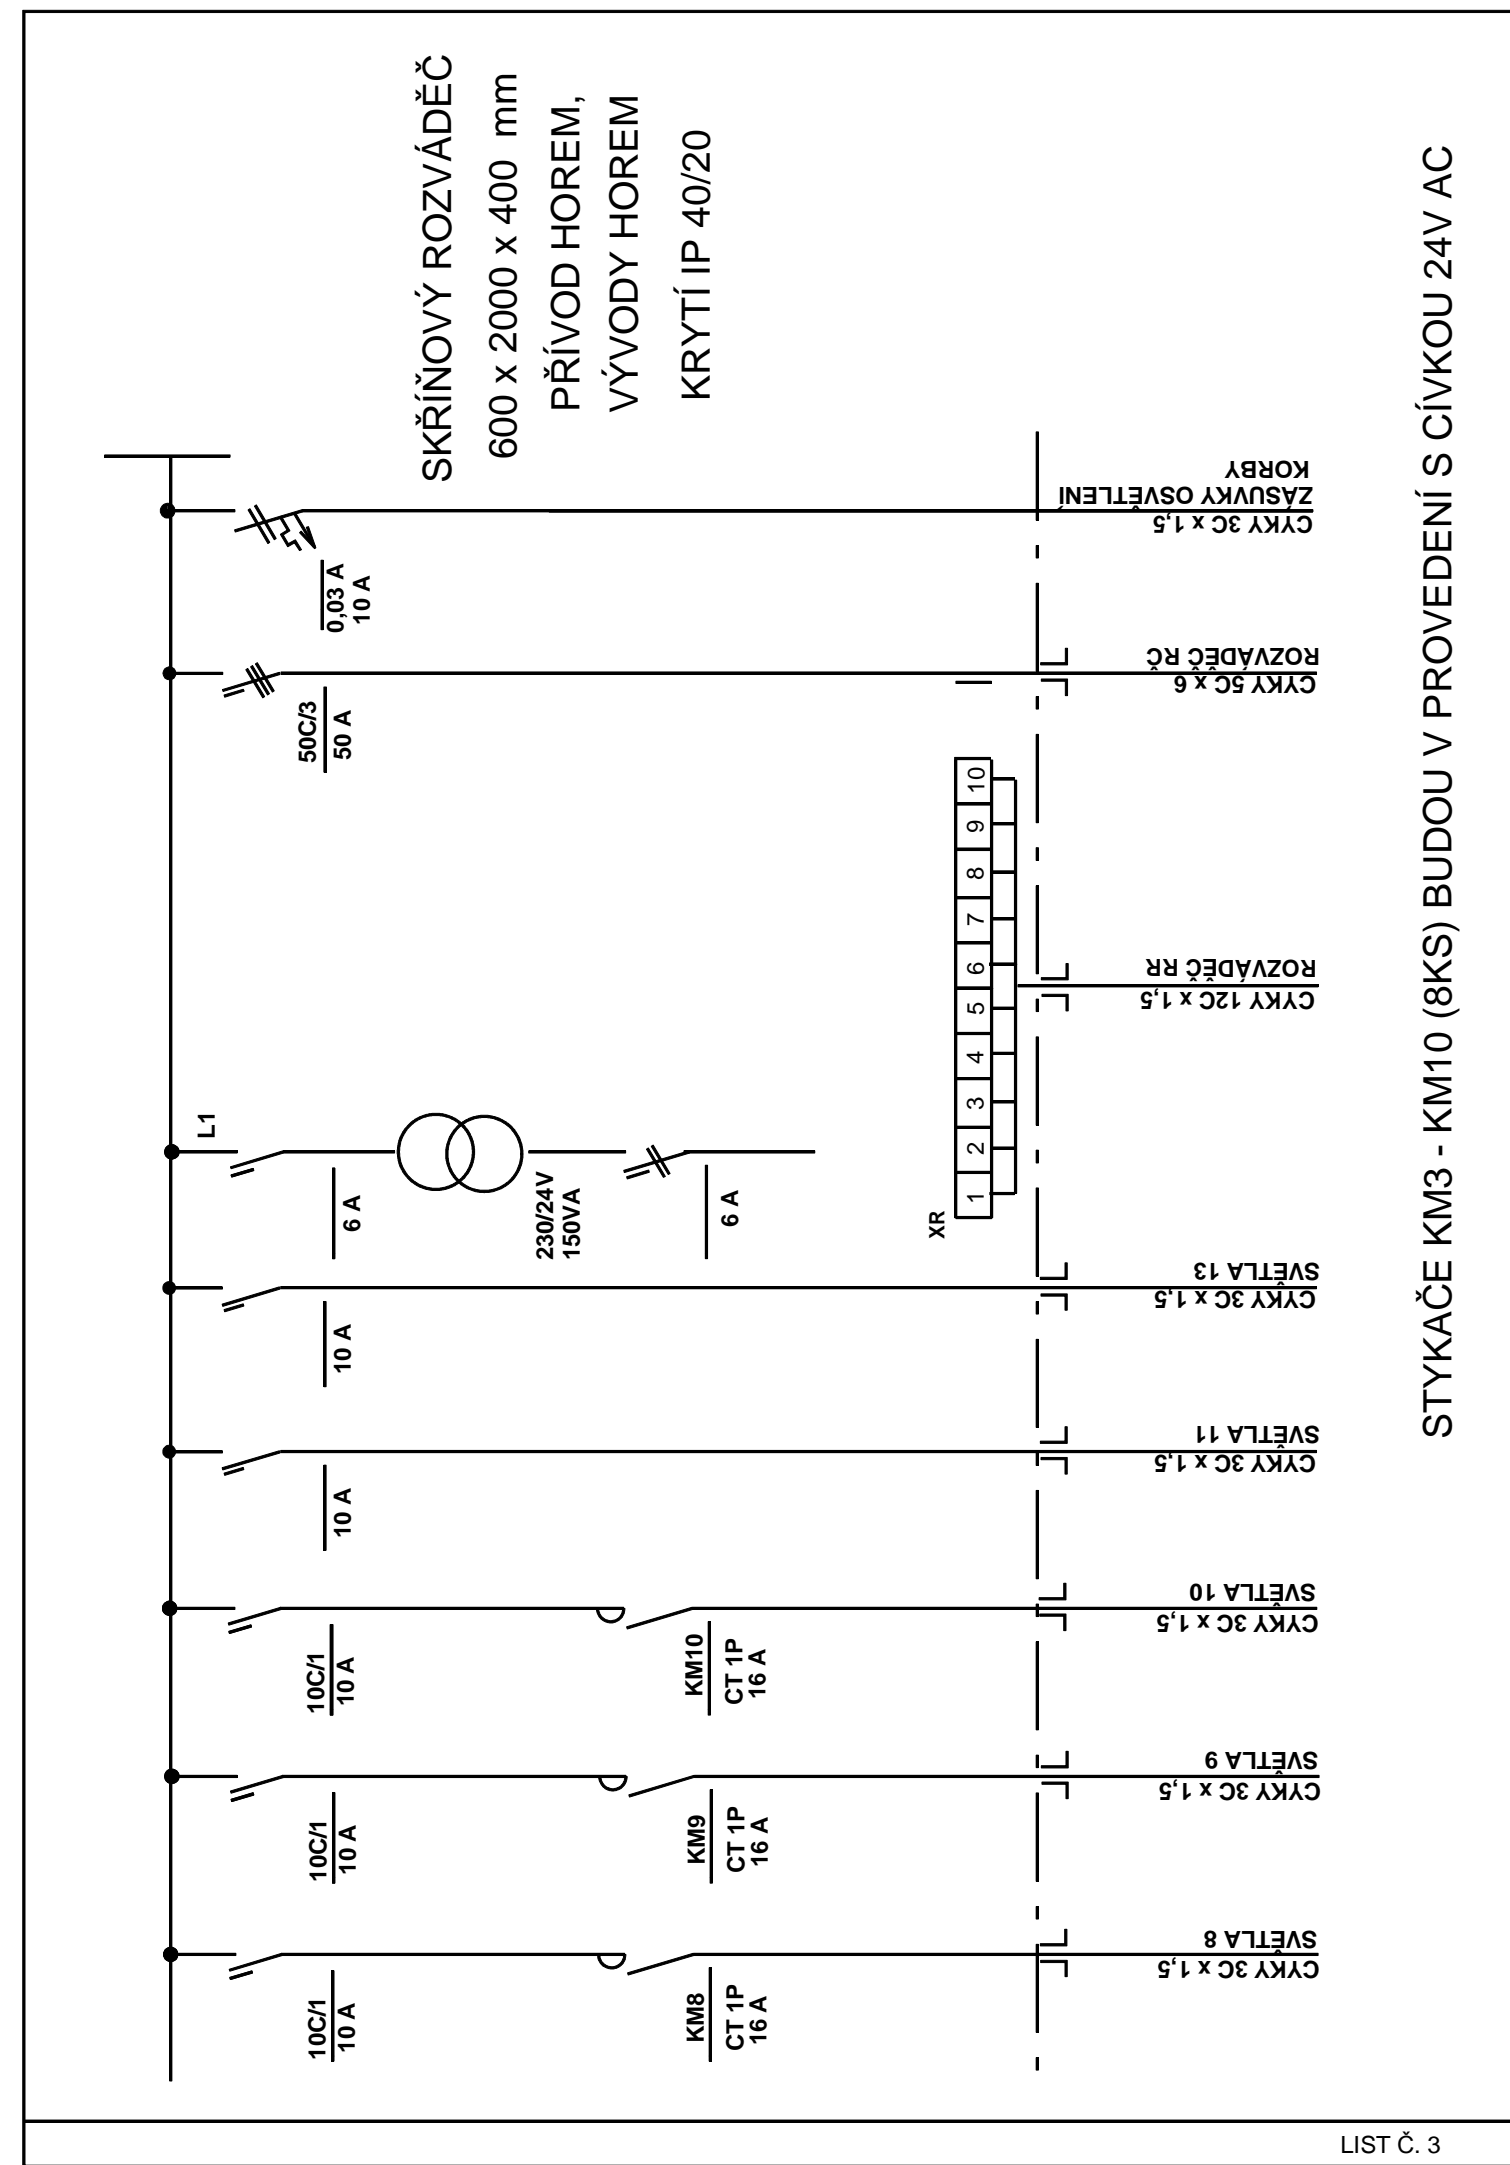 SKŘÍŇOVÝ ROZVÁDĚČ
600 x 2000 x 400 mm
PŘÍVOD HOREM,
VÝVODY HOREM
KRYTÍ IP 40/20
10C/1
10 A
KM8
CT 1P
16 A
SVĚTLA 8
CYKY 3C x 1,5
10C/1
10 A
KM9
CT 1P
16 A
SVĚTLA 9
CYKY 3C x 1,5
10C/1
10 A
KM10
CT 1P
16 A
SVĚTLA 10
CYKY 3C x 1,5
10 A
SVĚTLA 11
CYKY 3C x 1,5
10 A
SVĚTLA 13
CYKY 3C x 1,5
L1
6 A
230/24V
150VA
6 A
XR
1 2 3 4 5 6 7 8 9 10
ROZVÁDĚČ RR
CYKY 12C x 1,5
50C/3
50 A
ROZVÁDĚČ RČ
CYKY 5C x 6
0,03 A
10 A
KORBY
ZÁSUVKY OSVĚTLENÍ
CYKY 3C x 1,5
STYKAČE KM3 - KM10 (8KS) BUDOU V PROVEDENÍ S CÍVKOU 24V AC
LIST Č. 3